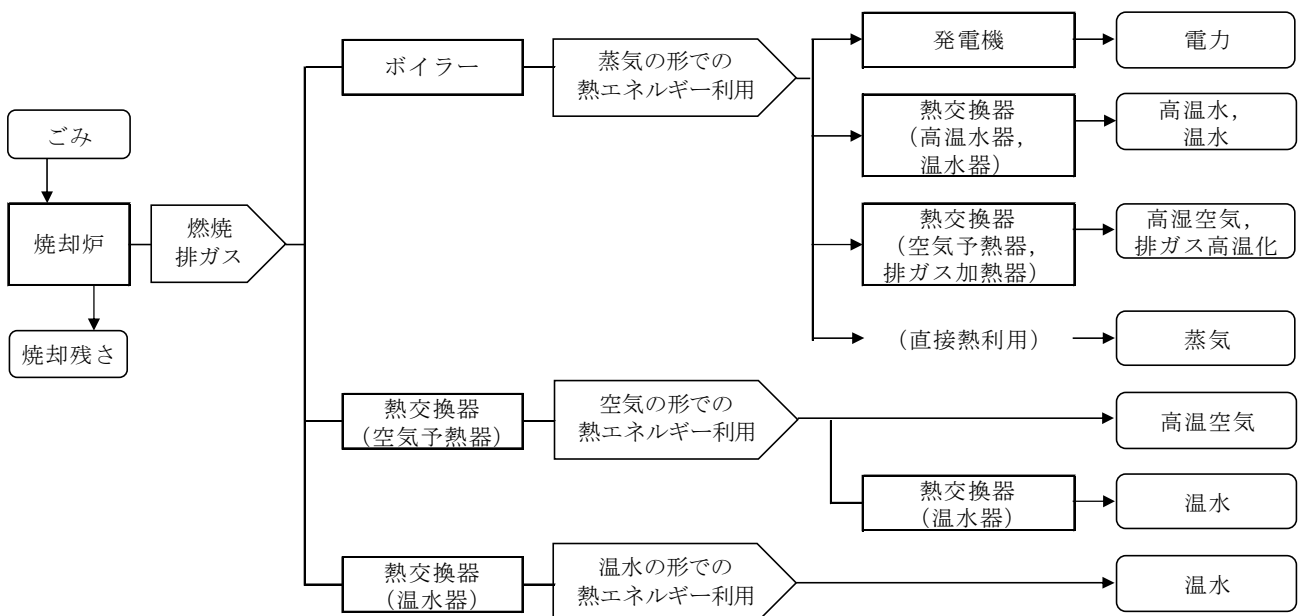 ごみ
焼却炉
焼却残さ
燃焼
排ガス
ボイラー
蒸気の形での
熱エネルギー利用
発電機
電力
熱交換器
(高温水器,
温水器)
高温水,
温水
熱交換器
(空気予熱器,
排ガス加熱器)
高湿空気,
排ガス高温化
(直接熱利用)
蒸気
熱交換器
(空気予熱器)
空気の形での
熱エネルギー利用
高温空気
熱交換器
(温水器)
温水
熱交換器
(温水器)
温水の形での
熱エネルギー利用
温水